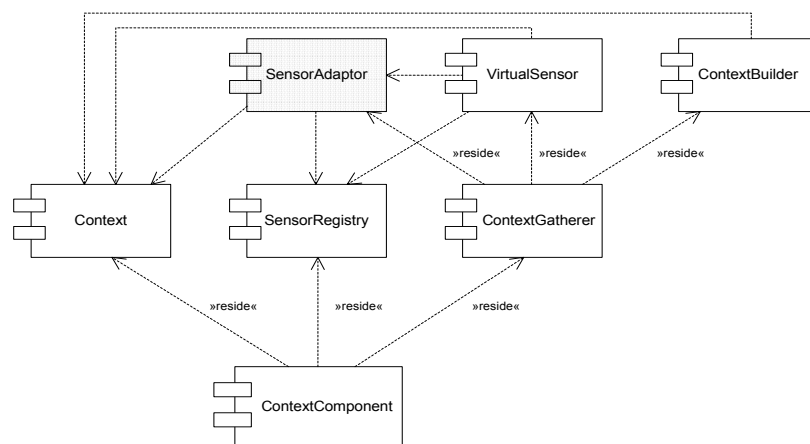 SensorAdaptor
VirtualSensor
ContextBuilder
»reside«
»reside«
»reside«
Context
SensorRegistry
ContextGatherer
»reside«
»reside«
»reside«
ContextComponent